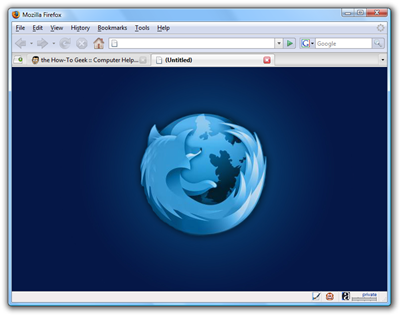 Mozilla Firefox
File Edit View History Bookmarks Tools Help
G Google
the How-To Geek :: Computer Help... (Untitled)
private